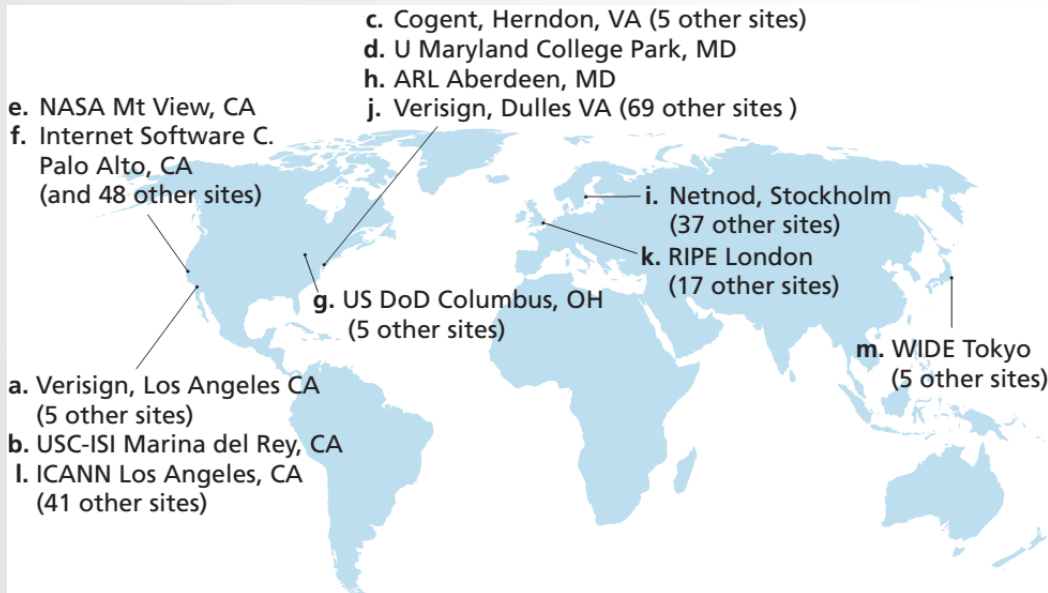 c. Cogent, Herndon, VA (5 other sites)
d. U Maryland College Park, MD
h. ARL Aberdeen, MD
j. Verisign, Dulles VA (69 other sites )
e. NASA Mt View, CA
f. Internet Software C.
Palo Alto, CA
(and 48 other sites)
i. Netnod, Stockholm
(37 other sites)
k. RIPE London
(17 other sites)
g. US DoD Columbus, OH
(5 other sites)
m. WIDE Tokyo
(5 other sites)
a. Verisign, Los Angeles CA
(5 other sites)
b. USC-ISI Marina del Rey, CA
l. ICANN Los Angeles, CA
(41 other sites)